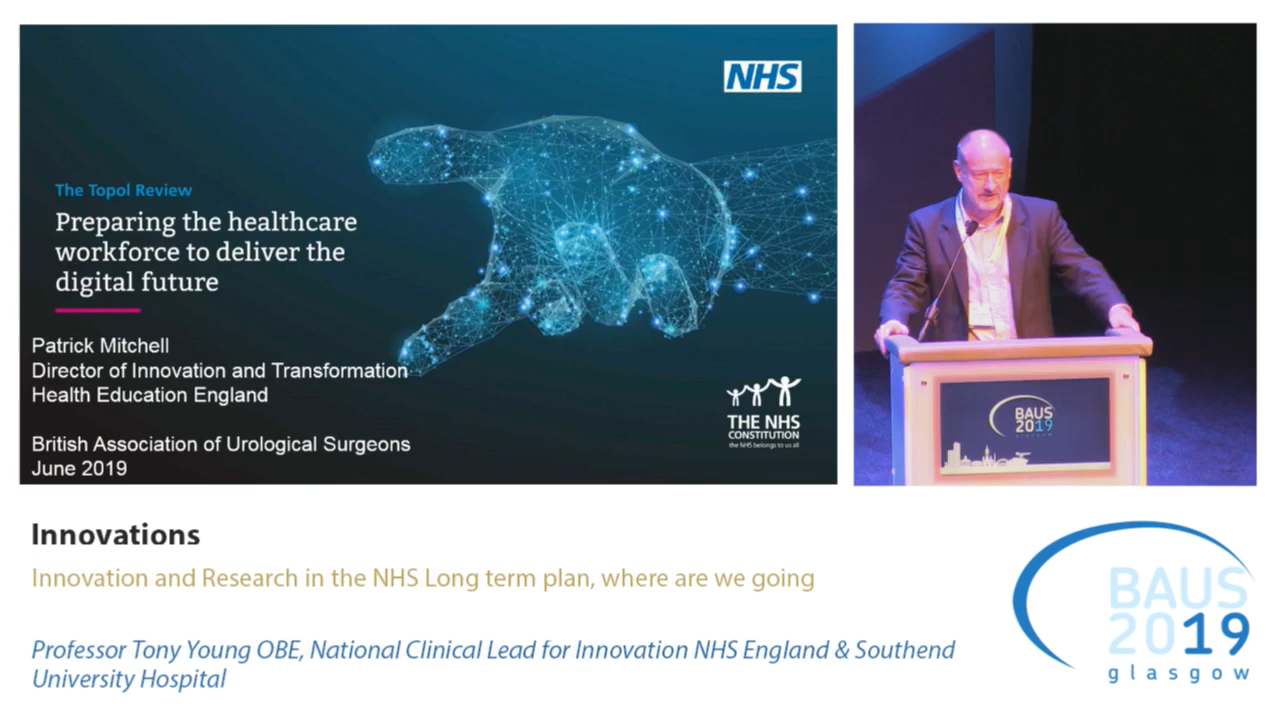 NHS
The Topol Review
Preparing the healthcare
workforce to deliver the
digital future
Patrick Mitchell
Director of Innovation and Transformation
Health Education England
British Association of Urological Surgeons
June 2019
THE NHS
CONSTITUTION
the NHS belongs to us all
BAUS
2019
glasgow
Innovations
Innovation and Research in the NHS Long term plan, where are we going
Professor Tony Young OBE, National Clinical Lead for Innovation NHS England & Southend
University Hospital
BAUS
2019
glasgow